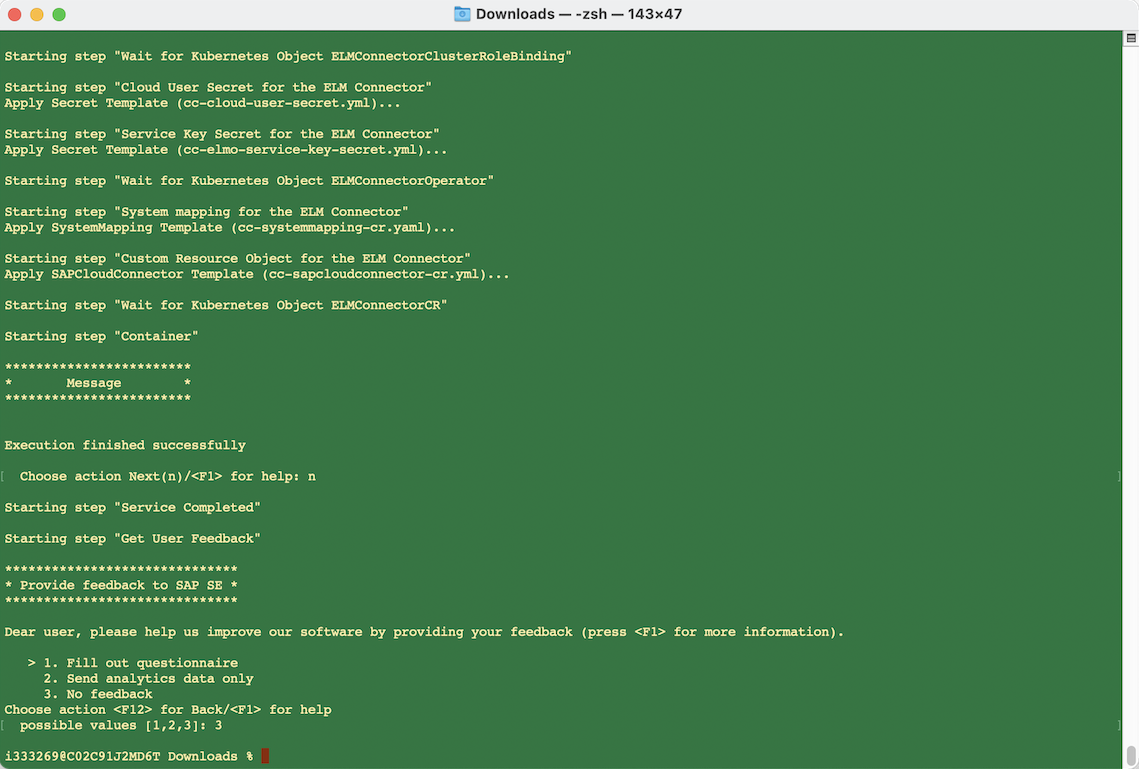 Downloads — -zsh — 143×47
Starting step "Wait for Kubernetes Object ELMConnectorClusterRoleBinding"
Starting step "Cloud User Secret for the ELM Connector"
Apply Secret Template (cc-cloud-user-secret.yml)...
Starting step "Service Key Secret for the ELM Connector"
Apply Secret Template (cc-elmo-service-key-secret.yml)...
Starting step "Wait for Kubernetes Object ELMConnectorOperator"
Starting step "System mapping for the ELM Connector"
Apply SystemMapping Template (cc-systemmapping-cr.yaml)...
Starting step "Custom Resource Object for the ELM Connector"
Apply SAPCloudConnector Template (cc-sapcloudconnector-cr.yml)...
Starting step "Wait for Kubernetes Object ELMConnectorCR"
Starting step "Container"
************************
*       Message        *
************************
Execution finished successfully
[ Choose action Next(n)/<F1> for help: n ]
Starting step "Service Completed"
Starting step "Get User Feedback"
******************************
* Provide feedback to SAP SE *
******************************
Dear user, please help us improve our software by providing your feedback (press <F1> for more information).
> 1. Fill out questionnaire
2. Send analytics data only
3. No feedback
Choose action <F12> for Back/<F1> for help
[ possible values [1,2,3]: 3 ]
i333269@C02C91J2MD6T Downloads %